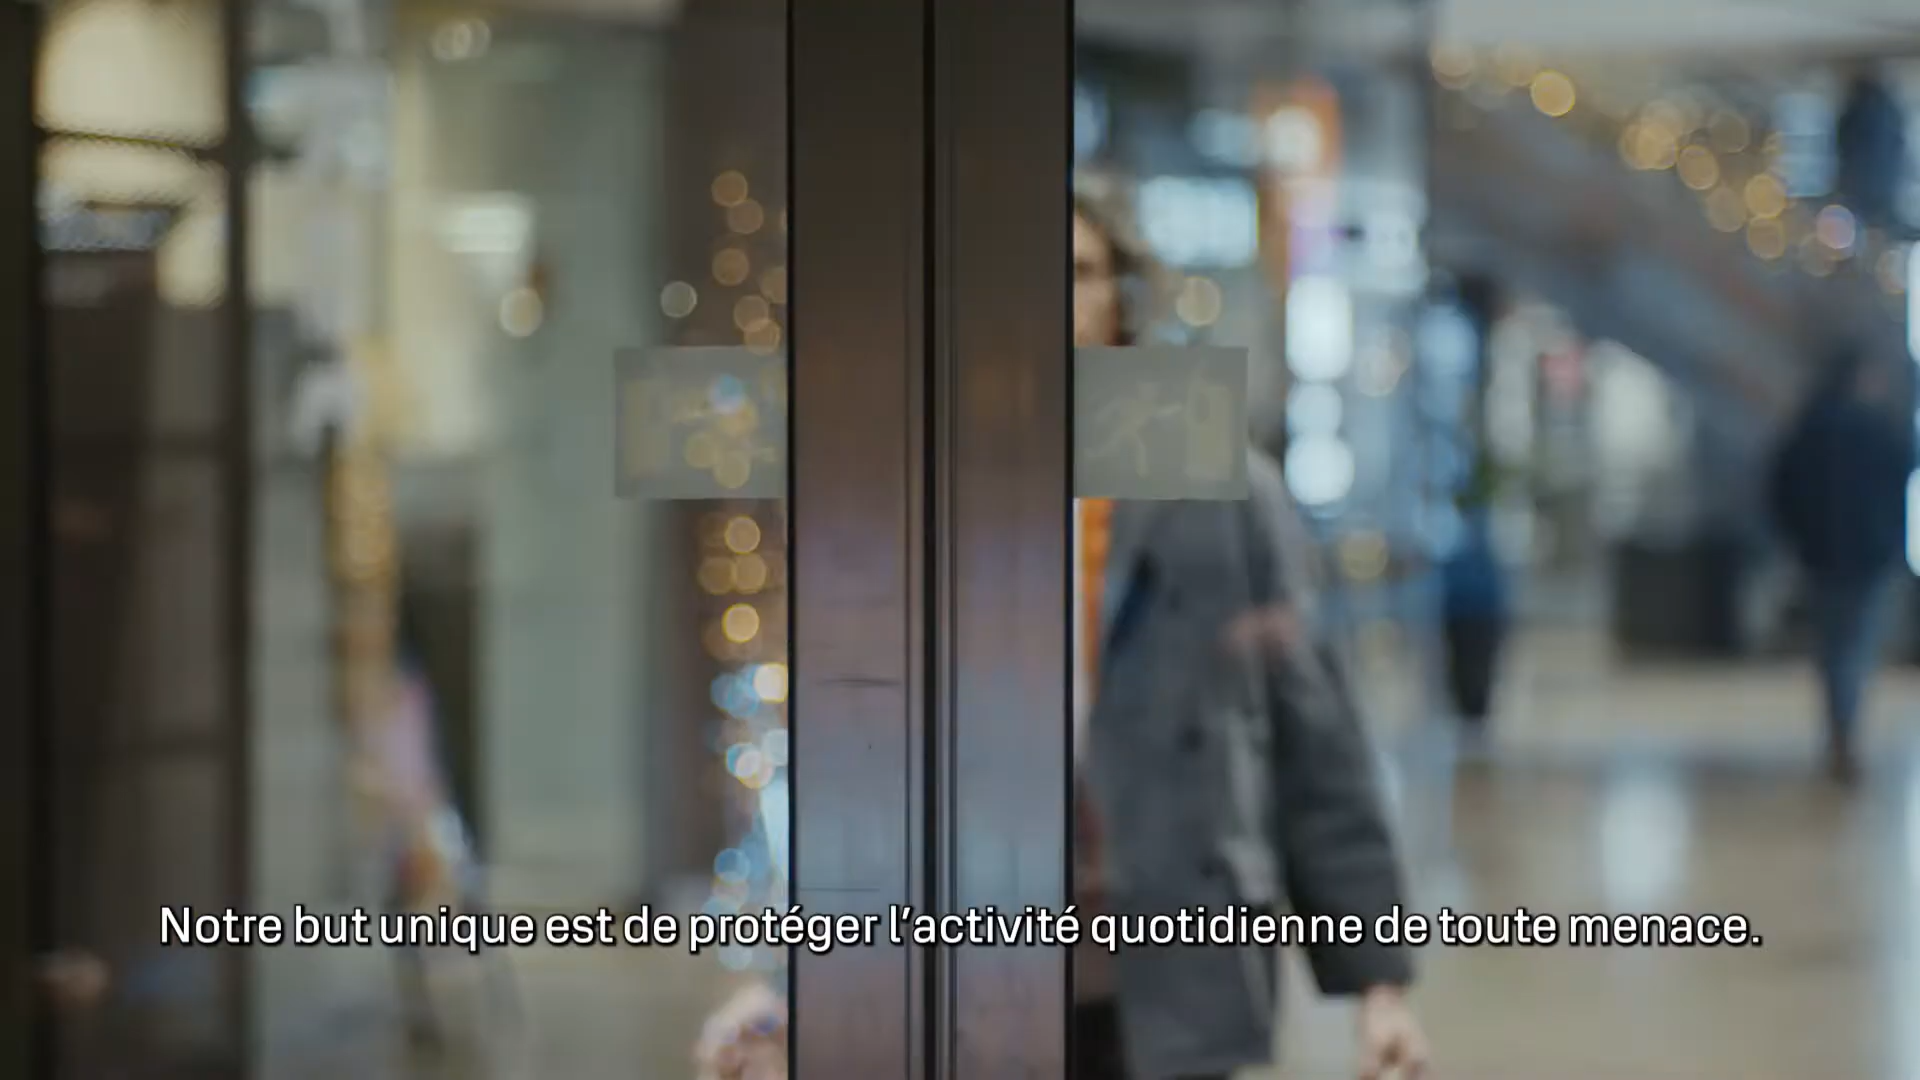 Notre but unique est de protéger l’activité quotidienne de toute menace.